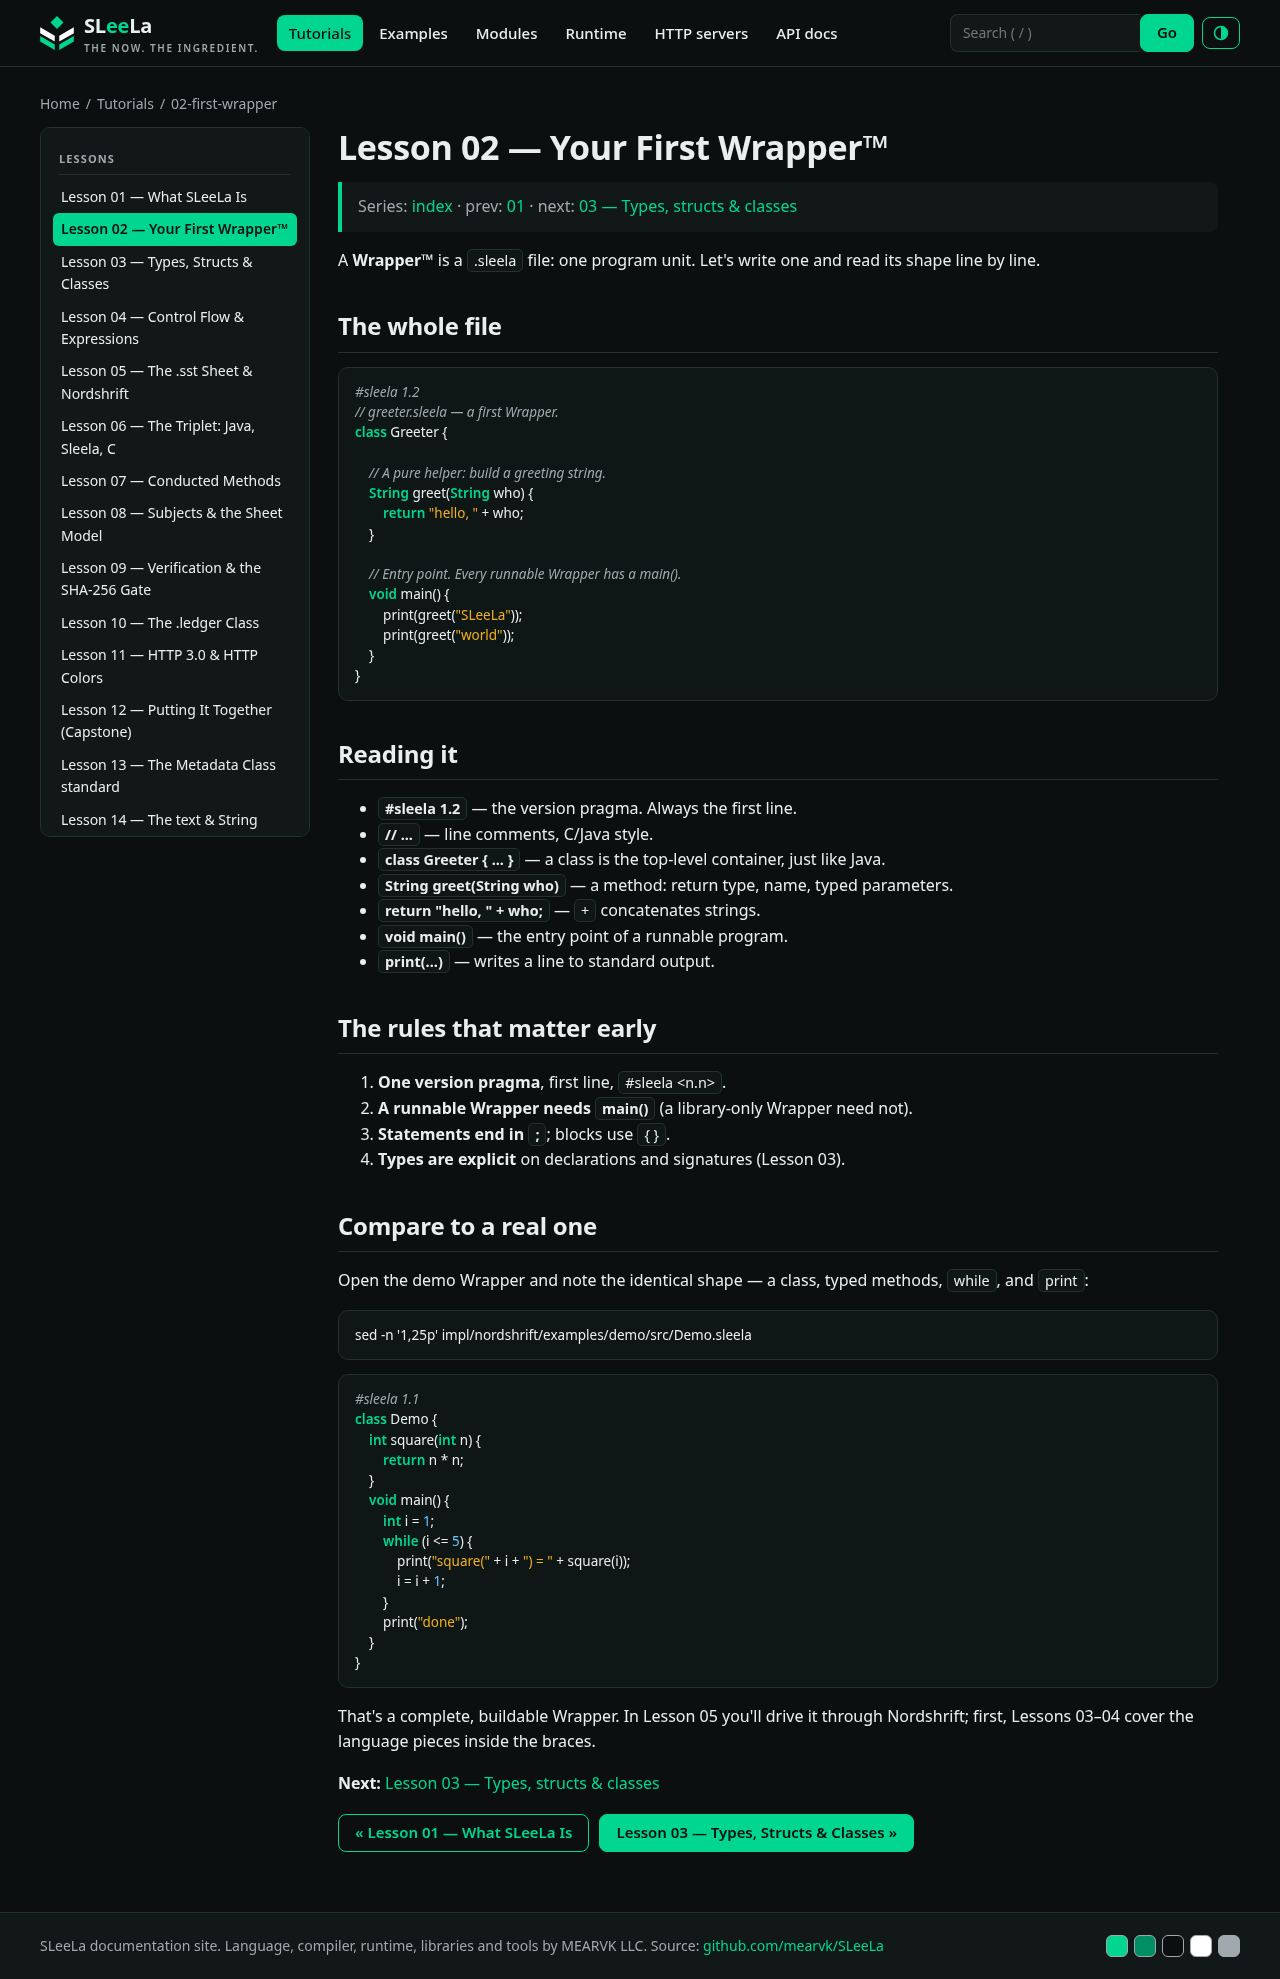 SLeeLa
THE NOW. THE INGREDIENT.
Tutorials
Examples
Modules
Runtime
HTTP servers
API docs
Search ( / )
Go
Home / Tutorials / 02-first-wrapper
LESSONS
Lesson 01 — What SLeeLa Is
Lesson 02 — Your First Wrapper™
Lesson 03 — Types, Structs &
Classes
Lesson 04 — Control Flow &
Expressions
Lesson 05 — The .sst Sheet &
Nordshrift
Lesson 06 — The Triplet: Java,
Sleela, C
Lesson 07 — Conducted Methods
Lesson 08 — Subjects & the Sheet
Model
Lesson 09 — Verification & the
SHA-256 Gate
Lesson 10 — The .ledger Class
Lesson 11 — HTTP 3.0 & HTTP
Colors
Lesson 12 — Putting It Together
(Capstone)
Lesson 13 — The Metadata Class
standard
Lesson 14 — The text & String
Lesson 02 — Your First Wrapper™
Series: index · prev: 01 · next: 03 — Types, structs & classes
A Wrapper™ is a .sleela file: one program unit. Let's write one and read its shape line by line.
The whole file
#sleela 1.2
// greeter.sleela — a first Wrapper.
class Greeter {
// A pure helper: build a greeting string.
String greet(String who) {
return "hello, " + who;
}
// Entry point. Every runnable Wrapper has a main().
void main() {
print(greet("SLeeLa"));
print(greet("world"));
}
}
Reading it
• #sleela 1.2 — the version pragma. Always the first line.
• // ... — line comments, C/Java style.
• class Greeter { ... } — a class is the top-level container, just like Java.
• String greet(String who) — a method: return type, name, typed parameters.
• return "hello, " + who; — + concatenates strings.
• void main() — the entry point of a runnable program.
• print(...) — writes a line to standard output.
The rules that matter early
1. One version pragma, first line, #sleela <n.n>.
2. A runnable Wrapper needs main() (a library-only Wrapper need not).
3. Statements end in ;; blocks use { }.
4. Types are explicit on declarations and signatures (Lesson 03).
Compare to a real one
Open the demo Wrapper and note the identical shape — a class, typed methods, while, and print:
sed -n '1,25p' impl/nordshrift/examples/demo/src/Demo.sleela
#sleela 1.1
class Demo {
int square(int n) {
return n * n;
}
void main() {
int i = 1;
while (i <= 5) {
print("square(" + i + ") = " + square(i));
i = i + 1;
}
print("done");
}
}
That's a complete, buildable Wrapper. In Lesson 05 you'll drive it through Nordshrift; first, Lessons 03–04 cover the
language pieces inside the braces.
Next: Lesson 03 — Types, structs & classes
« Lesson 01 — What SLeeLa Is
Lesson 03 — Types, Structs & Classes »
SLeeLa documentation site. Language, compiler, runtime, libraries and tools by MEARVK LLC. Source: github.com/mearvk/SLeeLa